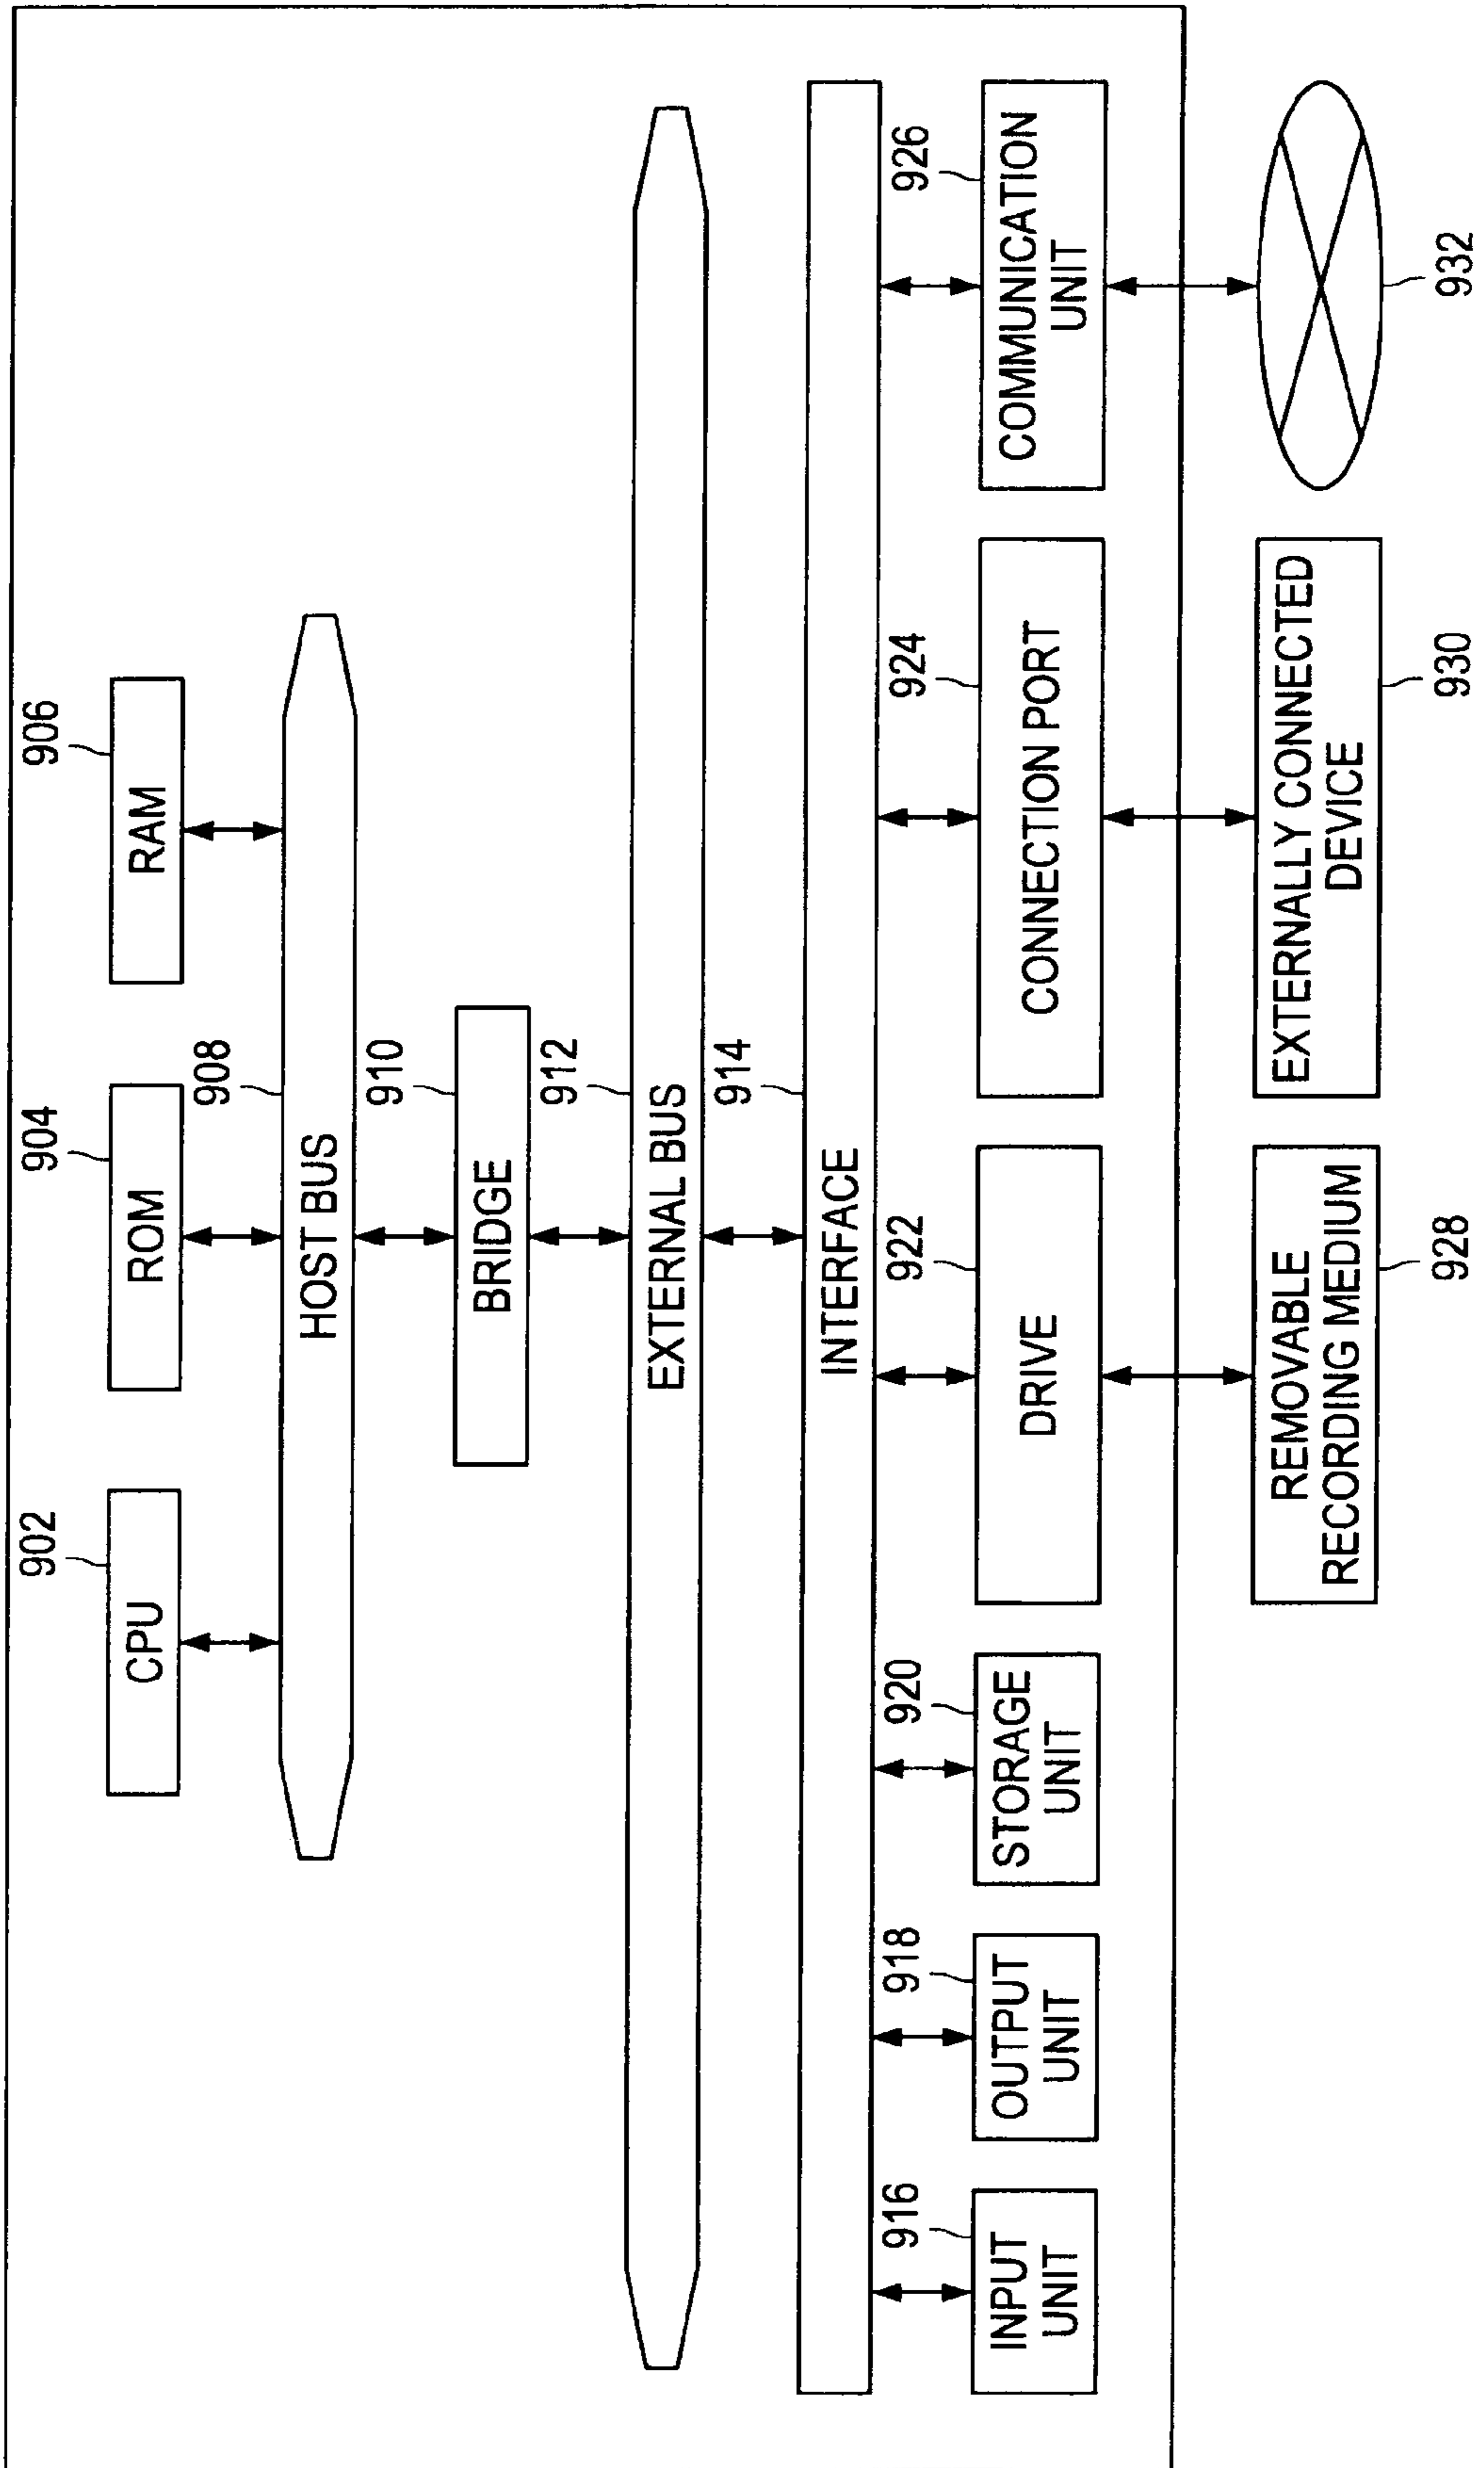 902
CPU
904
ROM
906
RAM
908
HOST BUS
910
BRIDGE
912
EXTERNAL BUS
914
INTERFACE
916
INPUT
UNIT
918
OUTPUT
UNIT
920
STORAGE
UNIT
922
DRIVE
924
CONNECTION PORT
926
COMMUNICATION
UNIT
REMOVABLE
RECORDING MEDIUM
928
EXTERNALLY CONNECTED
DEVICE
930
932